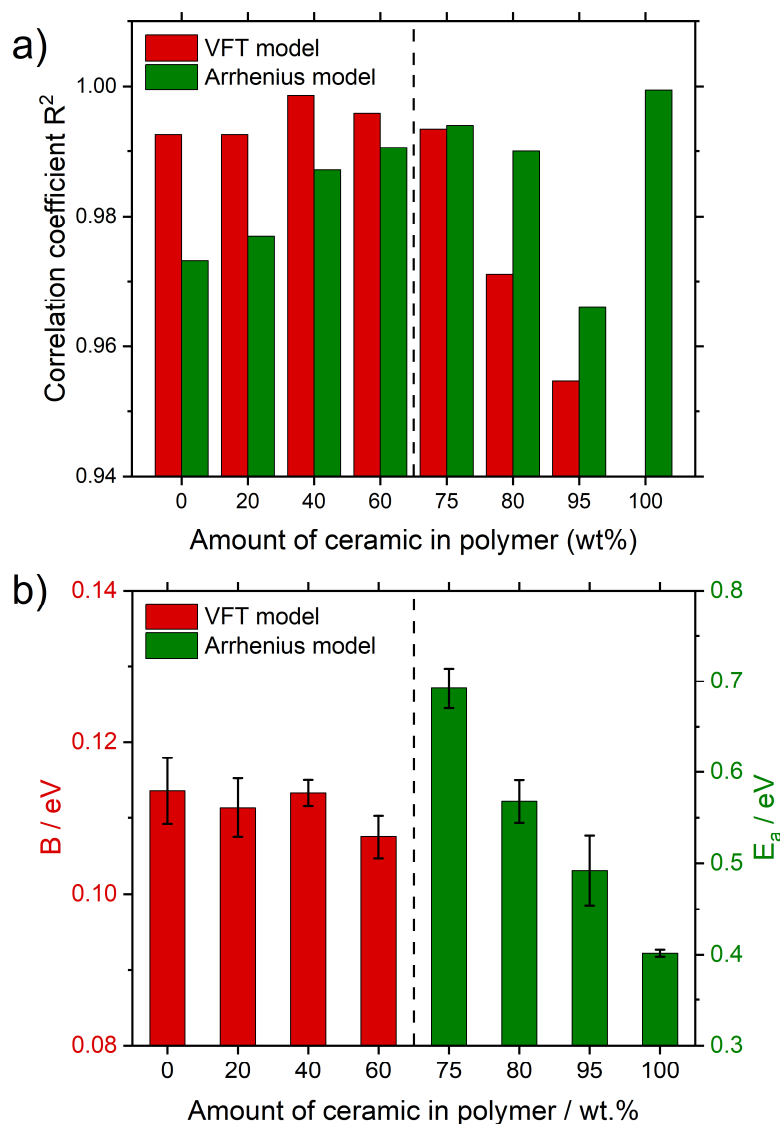 a)
VFT model
Arrhenius model
Correlation coefficient R²
1.00
0.98
0.96
0.94
0 20 40 60 75 80 95 100
Amount of ceramic in polymer (wt%)
b)
VFT model
Arrhenius model
B / eV
0.14
0.12
0.10
0.08
0.8
0.7
0.6
0.5
0.4
0.3
Eₐ / eV
0 20 40 60 75 80 95 100
Amount of ceramic in polymer / wt.%